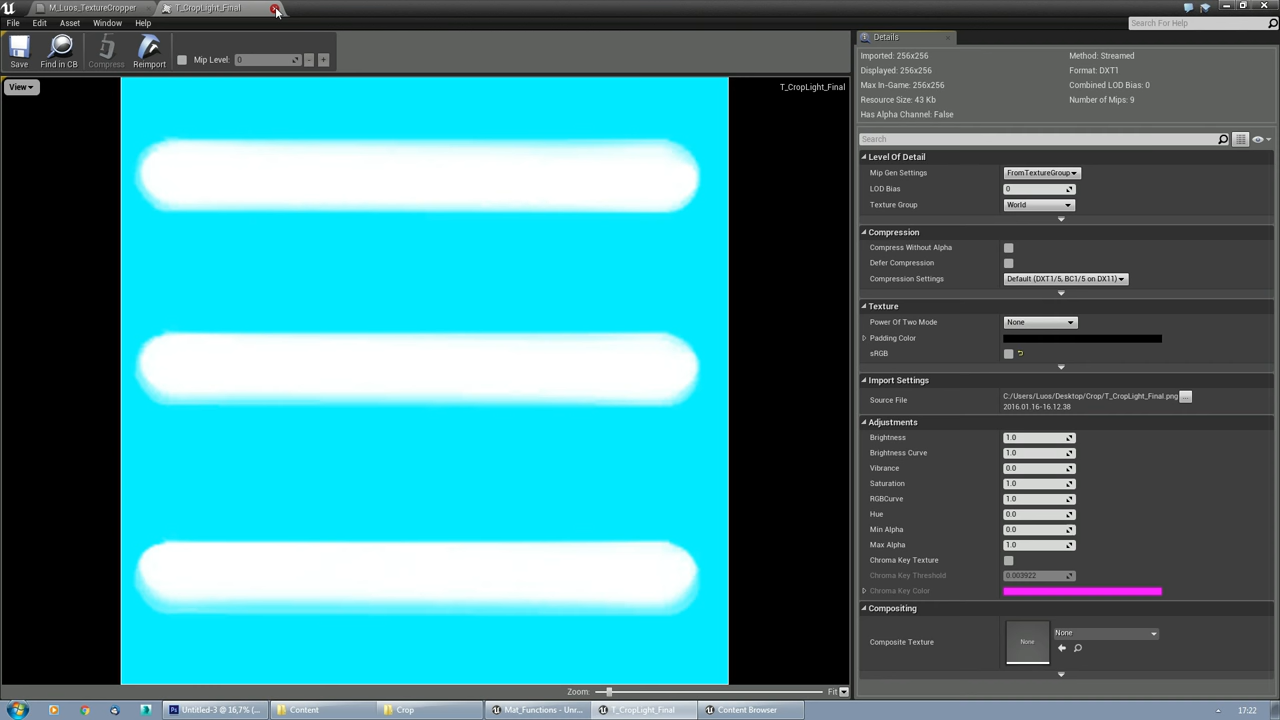 M_Luos_TextureCropper
T_CropLight_Final
File Edit Asset Window Help
Search For Help
Save
Find in CB
Compress
Reimport
Mip Level: 0
- +
View
T_CropLight_Final
Details
Imported: 256x256
Method: Streamed
Displayed: 256x256
Format: DXT1
Max In-Game: 256x256
Combined LOD Bias: 0
Resource Size: 43 Kb
Number of Mips: 9
Has Alpha Channel: False
Search
Level Of Detail
Mip Gen Settings FromTextureGroup
LOD Bias 0
Texture Group World
Compression
Compress Without Alpha
Defer Compression
Compression Settings Default (DXT1/5, BC1/5 on DX11)
Texture
Power Of Two Mode None
Padding Color
sRGB
Import Settings
Source File C:/Users/Luos/Desktop/Crop/T_CropLight_Final.png ...
2016.01.16-16.12.38
Adjustments
Brightness 1.0
Brightness Curve 1.0
Vibrance 0.0
Saturation 1.0
RGBCurve 1.0
Hue 0.0
Min Alpha 0.0
Max Alpha 1.0
Chroma Key Texture
Chroma Key Threshold 0.003922
Chroma Key Color
Compositing
Composite Texture None None
Zoom: Fit
Untitled-3 @ 16,7% (...
Content
Crop
Mat_Functions - Unr...
T_CropLight_Final
Content Browser
17:22